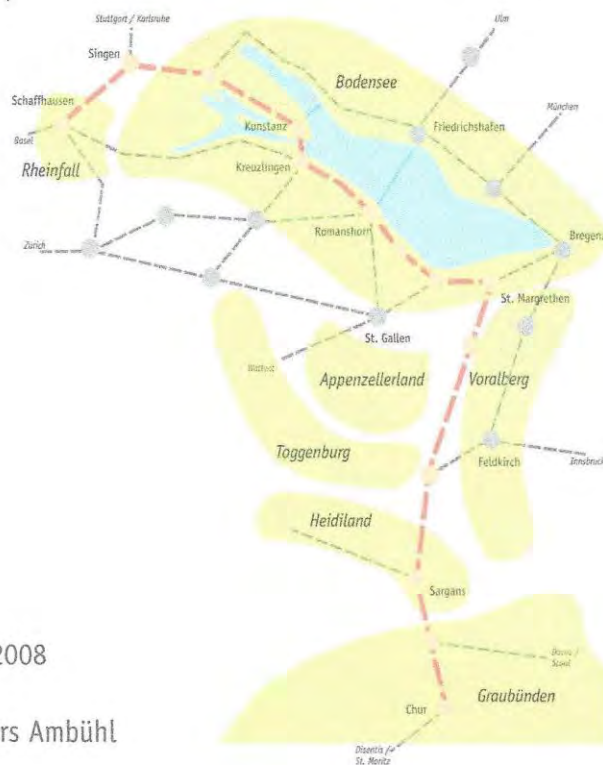 Stuttgart / Karlsruhe
Ulm
Singen
Bodensee
Schaffhausen
München
Konstanz
Friedrichshafen
Basel
Kreuzlingen
Rheinfall
Romanshorn
Bregenz
Zürich
St. Margrethen
St. Gallen
Appenzellerland
Voralberg
Toggenburg
Feldkirch
Innsbruck
Heidiland
Sargans
2008
Davos /
Scuol
Graubünden
Chur
rs Ambühl
Disentis /
St. Moritz